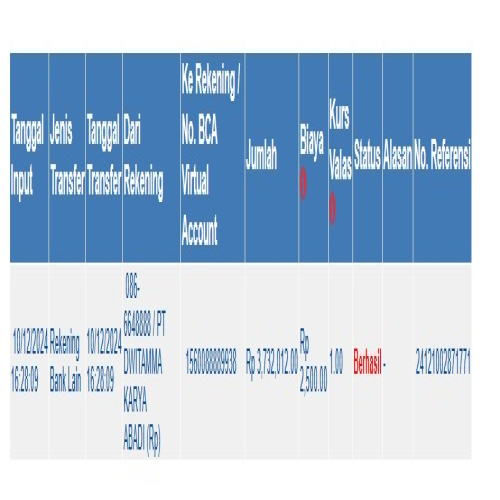 Tanggal Input
Jenis Transfer
Tanggal Transfer
Dari Rekening
Ke Rekening /
No. BCA
Virtual
Account
Jumlah
Biaya
Kurs
Valas
Status
Alasan
No. Referensi
10/12/2024
16:28:09
Rekening
Bank Lain
10/12/2024
16:28:09
086-
6648888 / PT
DWITAMMA
KARYA
ABADI (Rp)
1560088889938
Rp 3,732,012.00
Rp
2,500.00
1.00
Berhasil
-
24121002871771